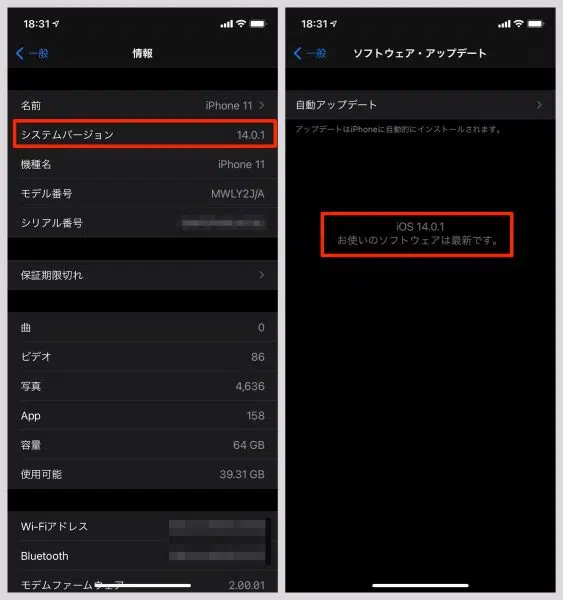 18:31
一般
情報
名前 iPhone 11
システムバージョン 14.0.1
機種名 iPhone 11
モデル番号 MWLY2J/A
シリアル番号
保証期限切れ
曲 0
ビデオ 86
写真 4,636
App 158
容量 64 GB
使用可能 39.31 GB
Wi-Fiアドレス
Bluetooth
モデムファームウェア 2.00.01
18:31
一般
ソフトウェア・アップデート
自動アップデート
アップデートはiPhoneに自動的にインストールされます。
iOS 14.0.1
お使いのソフトウェアは最新です。